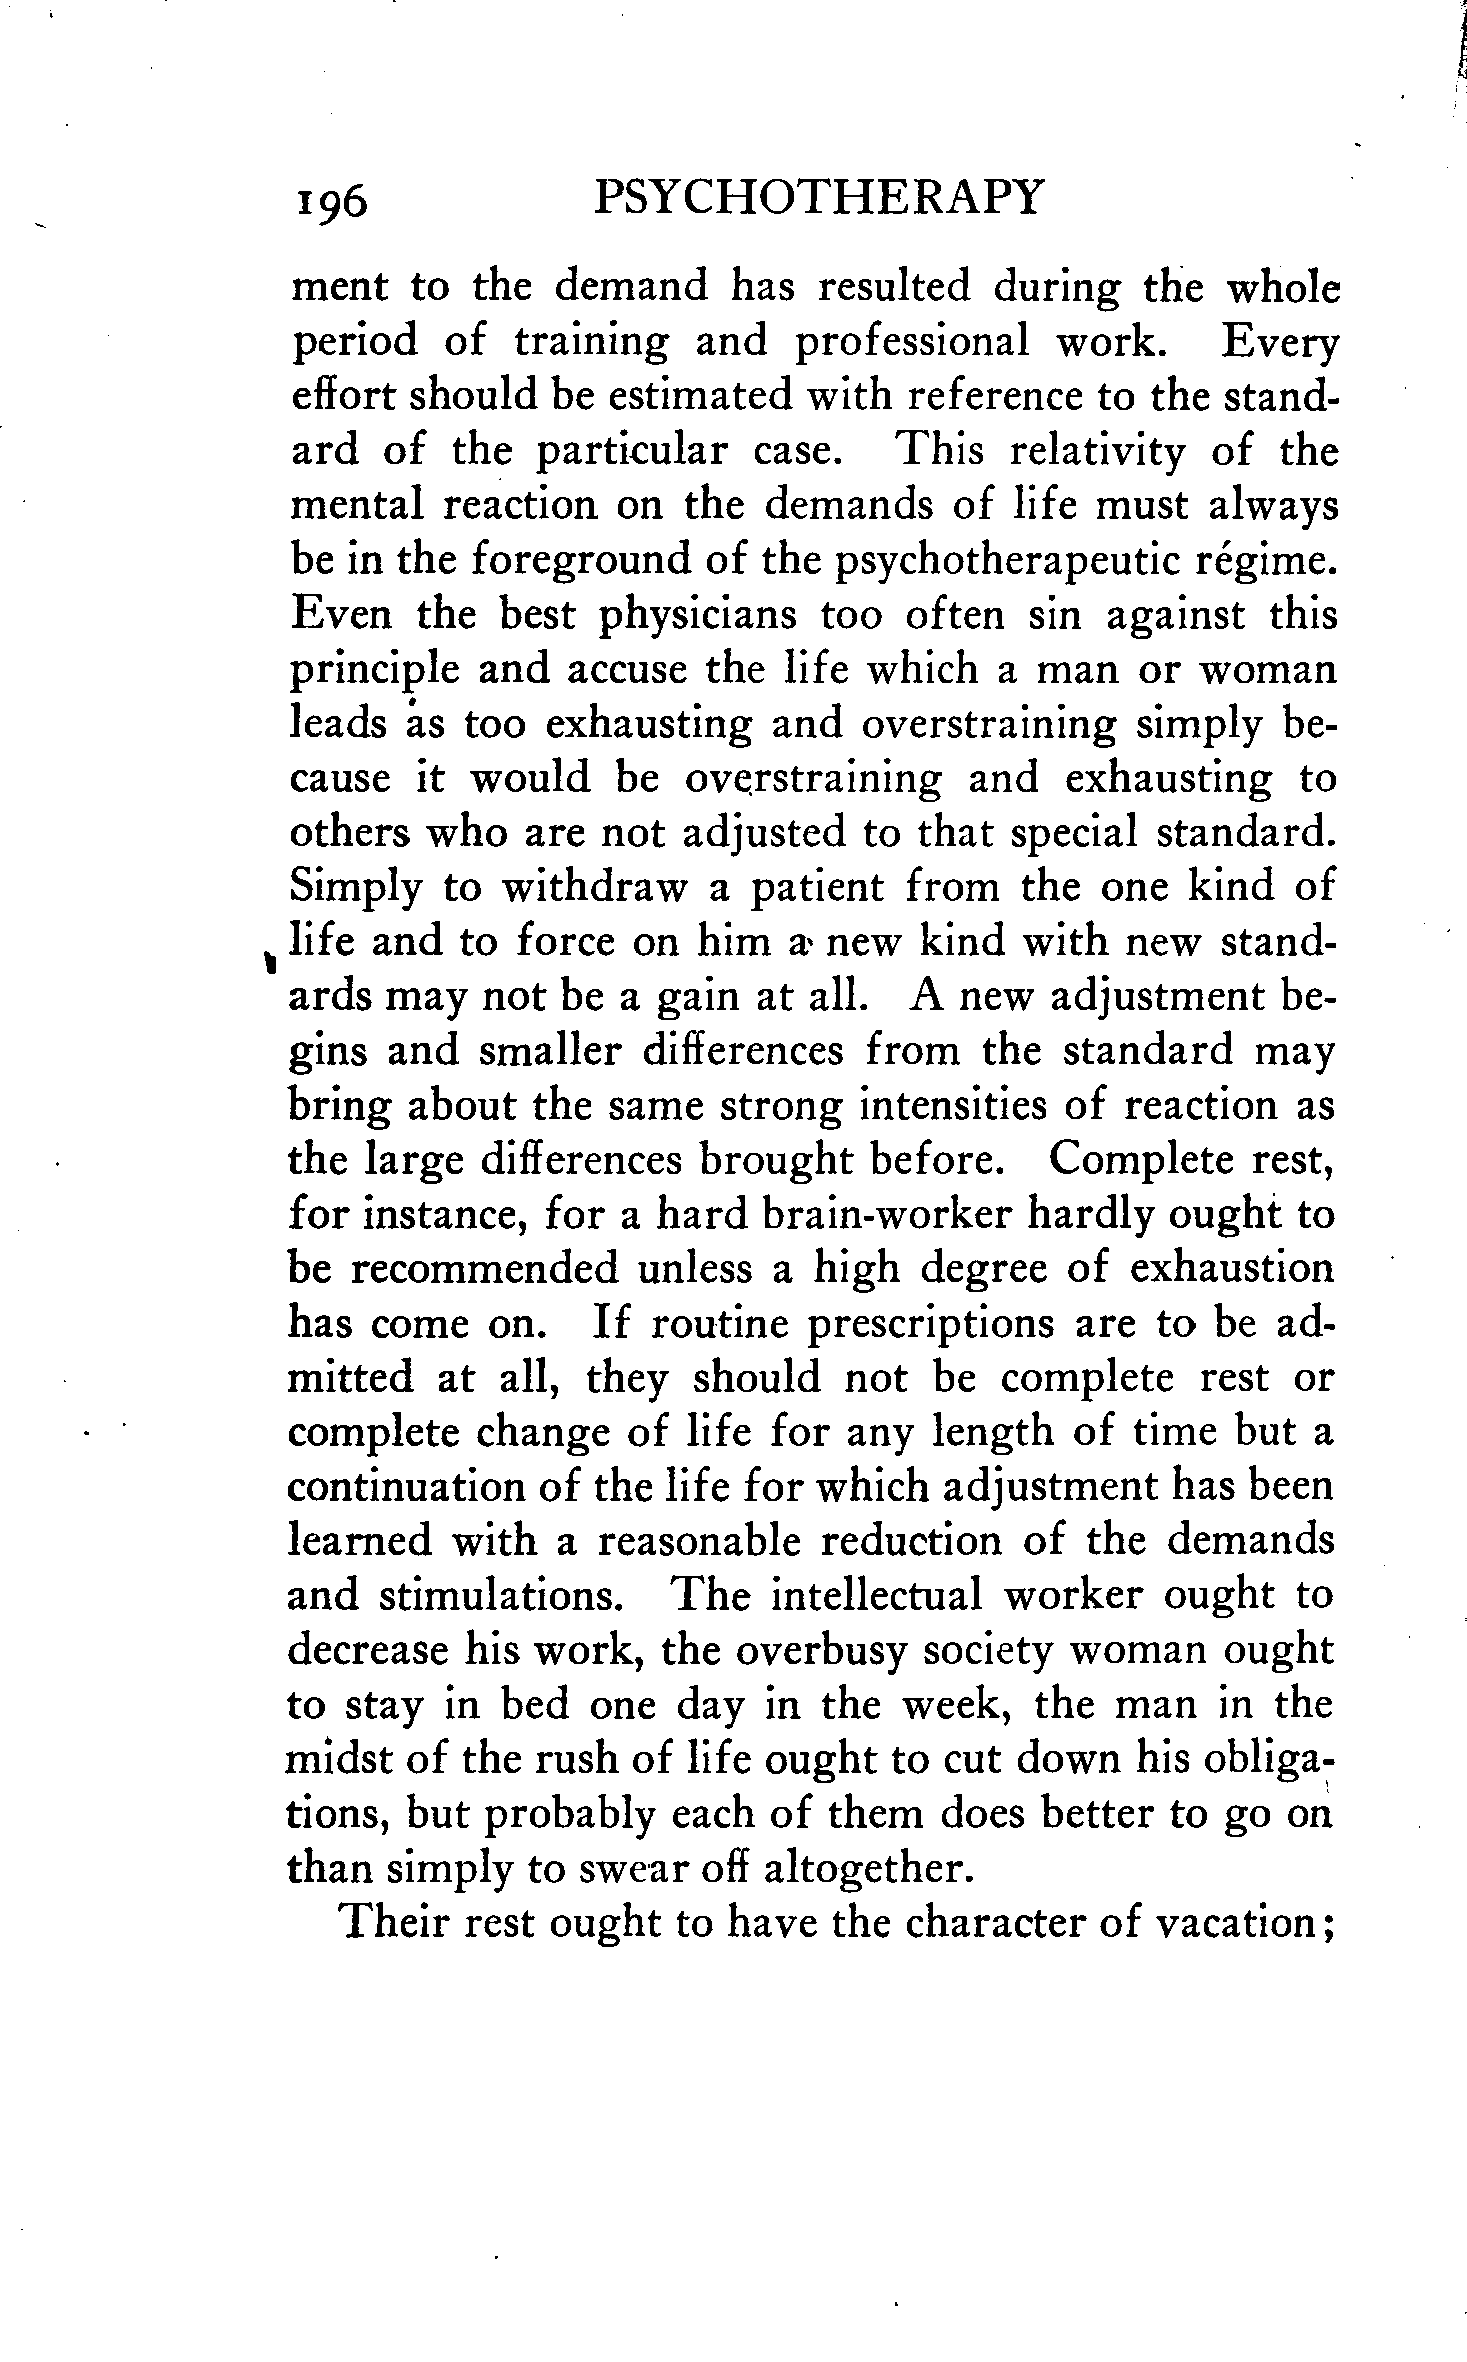 196 PSYCHOTHERAPY
ment to the demand has resulted during the whole
period of training and professional work. Every
effort should be estimated with reference to the stand-
ard of the particular case. This relativity of the
mental reaction on the demands of life must always
be in the foreground of the psychotherapeutic régime.
Even the best physicians too often sin against this
principle and accuse the life which a man or woman
leads as too exhausting and overstraining simply be-
cause it would be overstraining and exhausting to
others who are not adjusted to that special standard.
Simply to withdraw a patient from the one kind of
life and to force on him a new kind with new stand-
ards may not be a gain at all. A new adjustment be-
gins and smaller differences from the standard may
bring about the same strong intensities of reaction as
the large differences brought before. Complete rest,
for instance, for a hard brain-worker hardly ought to
be recommended unless a high degree of exhaustion
has come on. If routine prescriptions are to be ad-
mitted at all, they should not be complete rest or
complete change of life for any length of time but a
continuation of the life for which adjustment has been
learned with a reasonable reduction of the demands
and stimulations. The intellectual worker ought to
decrease his work, the overbusy society woman ought
to stay in bed one day in the week, the man in the
midst of the rush of life ought to cut down his obliga-
tions, but probably each of them does better to go on
than simply to swear off altogether.
Their rest ought to have the character of vacation;